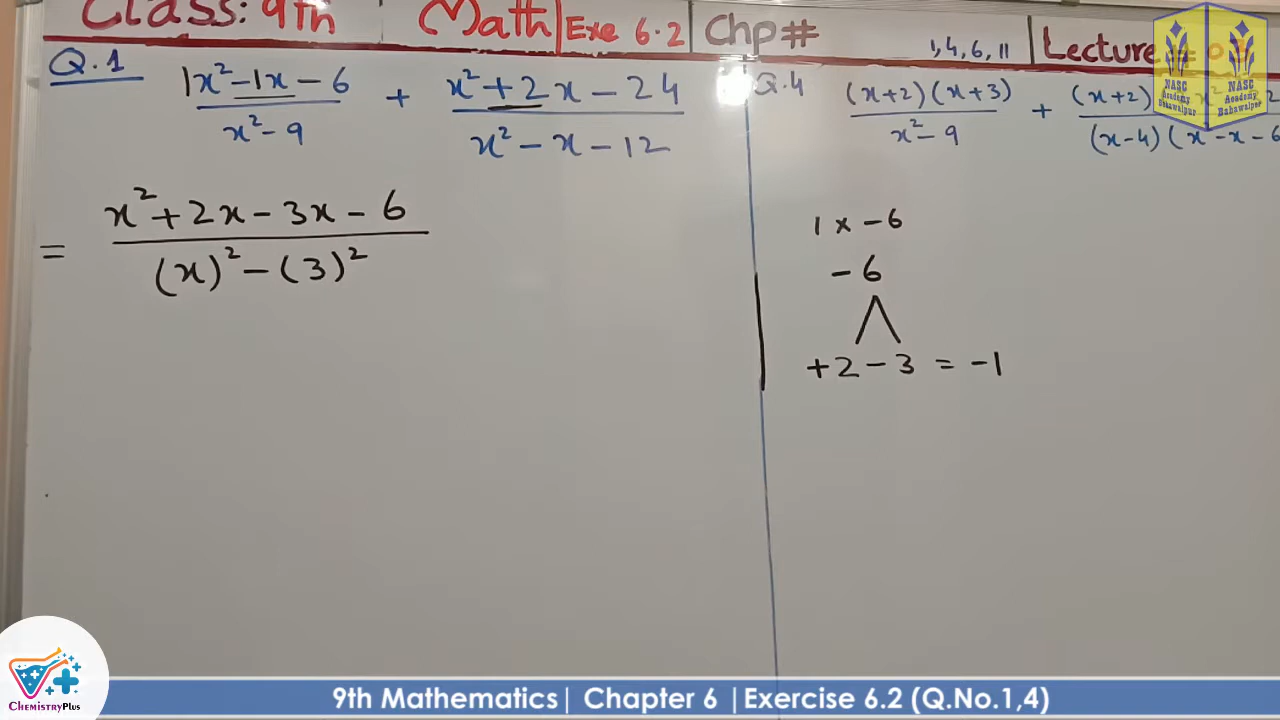 Class: 9th Math Exe 6.2 Chp# 1,4,6,11 Lecture #
Q.1
1x² - 1x - 6 / x² - 9 + x² + 2x - 24 / x² - x - 12
Q.4
(x+2)(x+3) / x² - 9 + (x+2) / (x-4)(x² - x - 6
NASC Academy Bahawalpur
NASC Academy Bahawalpur
= x² + 2x - 3x - 6 / (x)² - (3)²
1 x - 6
- 6
+2 - 3 = -1
CHEMISTRYPLUS
9th Mathematics| Chapter 6 |Exercise 6.2 (Q.No.1,4)